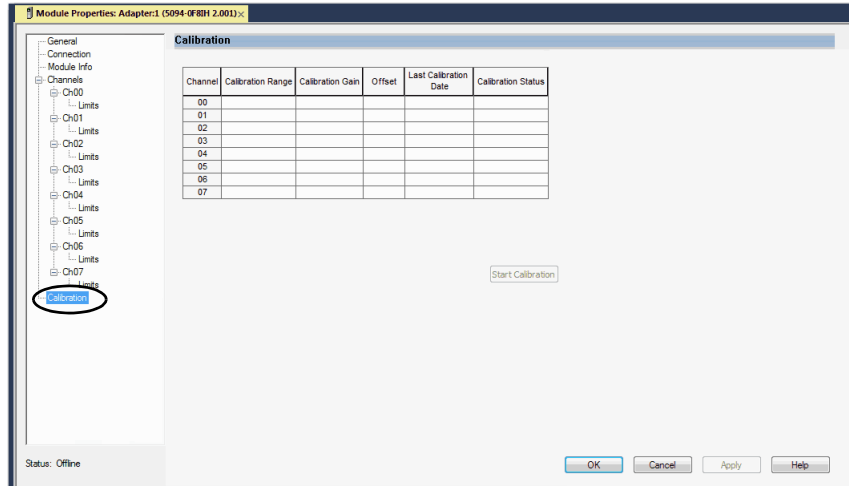 Module Properties: Adapter:1 (5094-OF8IH 2.001)
General
Connection
Module Info
Channels
Ch00
Limits
Ch01
Limits
Ch02
Limits
Ch03
Limits
Ch04
Limits
Ch05
Limits
Ch06
Limits
Ch07
Limits
Calibration
Calibration
Channel Calibration Range Calibration Gain Offset Last Calibration Date Calibration Status
00
01
02
03
04
05
06
07
Start Calibration
Status: Offline
OK Cancel Apply Help